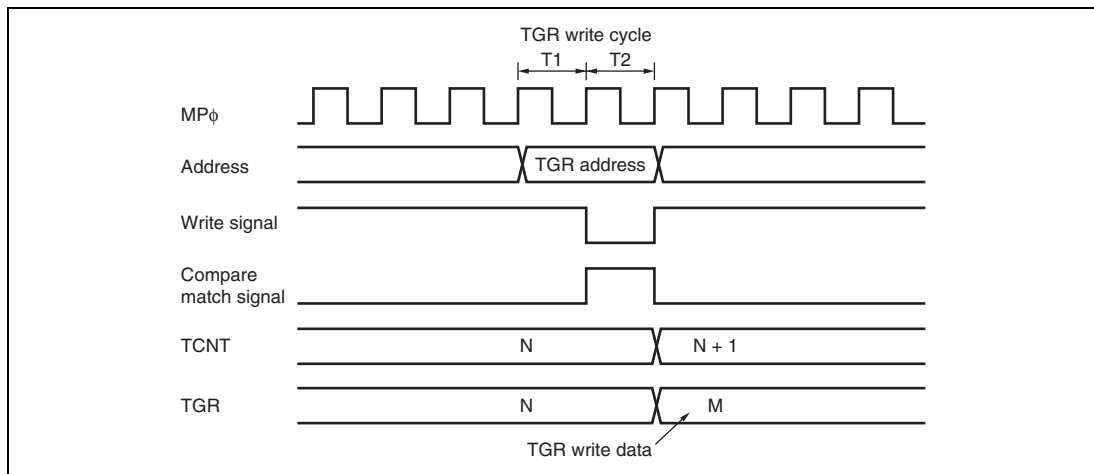 TGR write cycle
T1 T2
MPφ
Address TGR address
Write signal
Compare
match signal
TCNT N N + 1
TGR N M
TGR write data